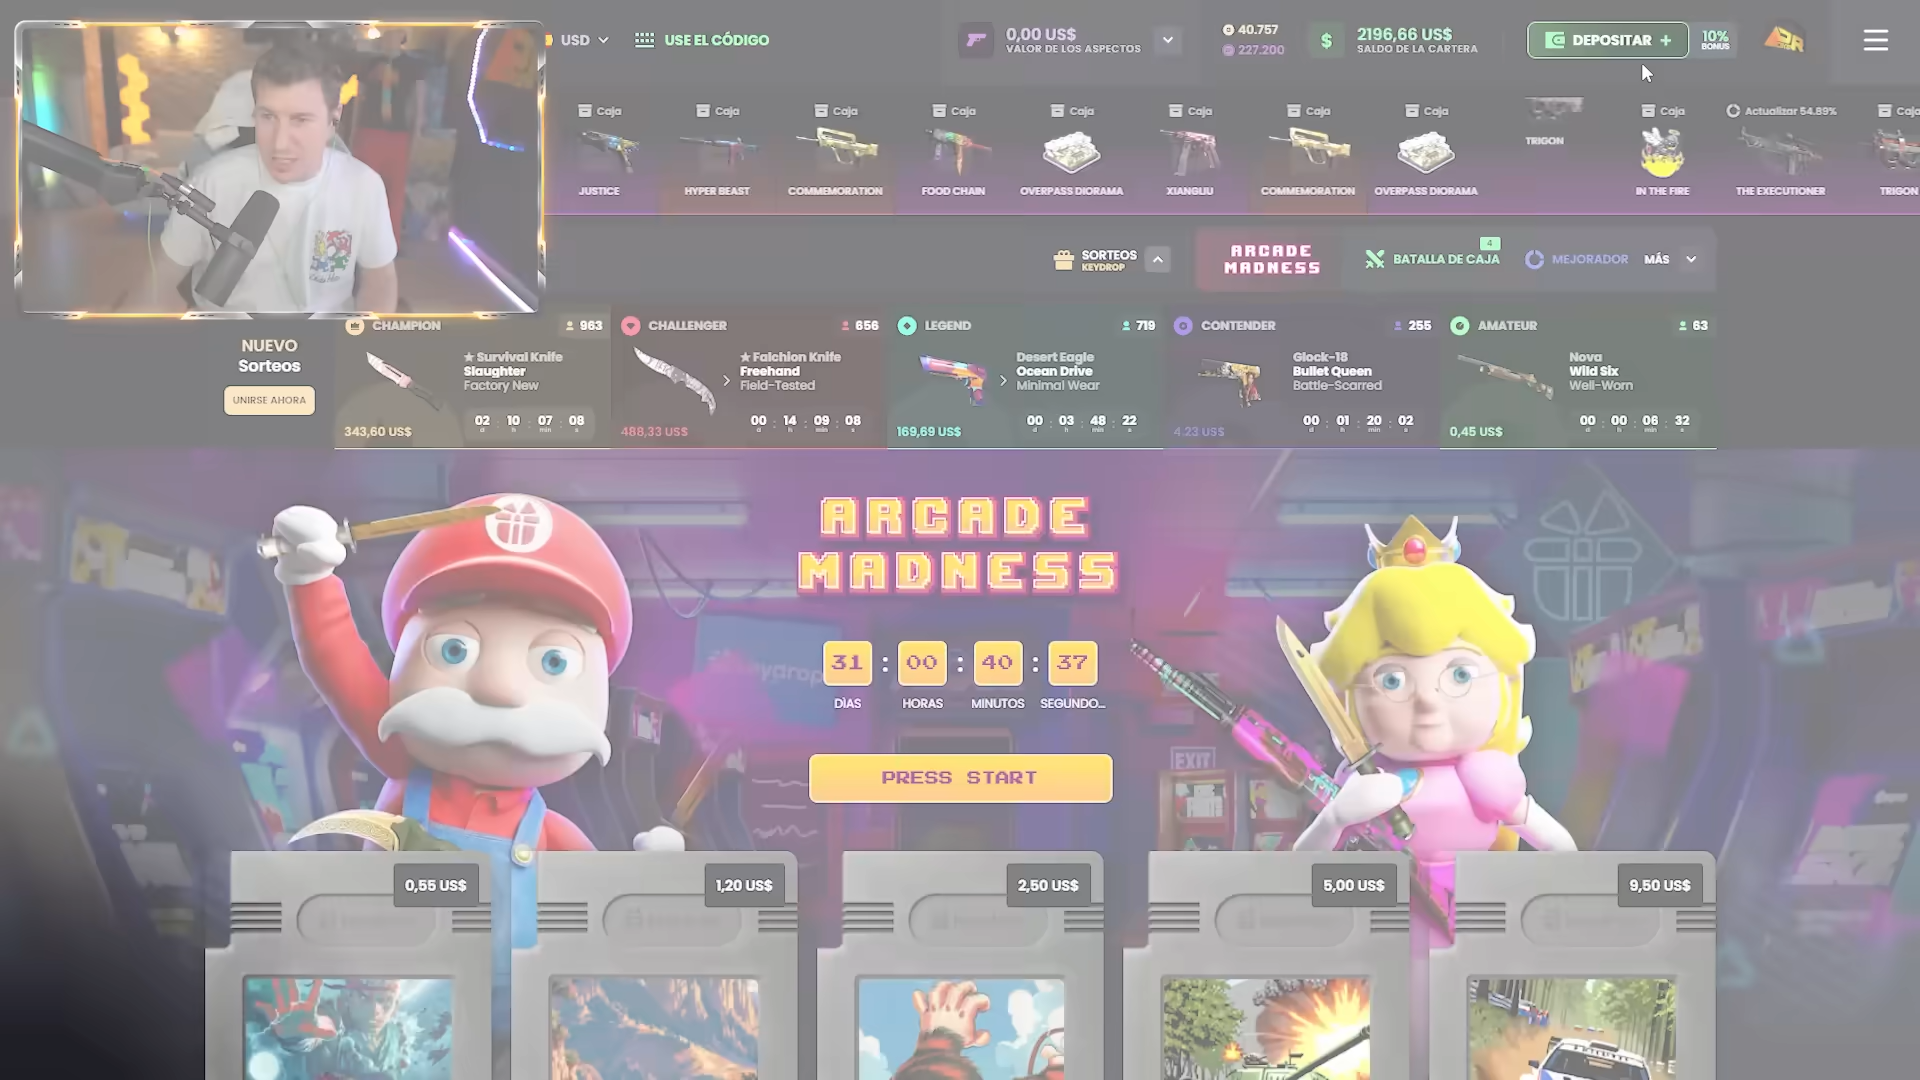 USD
USE EL CÓDIGO
0,00 US$
VALOR DE LOS ASPECTOS
40.757
227.200
$
2196,66 US$
SALDO DE LA CARTERA
DEPOSITAR +
10%
BONUS
Caja
JUSTICE
Caja
HYPER BEAST
Caja
COMMEMORATION
Caja
FOOD CHAIN
Caja
OVERPASS DIORAMA
Caja
XIANGLIU
Caja
COMMEMORATION
Caja
OVERPASS DIORAMA
TRIGON
Caja
IN THE FIRE
Actualizar 54.89%
THE EXECUTIONER
Caja
TRIGON
SORTEOS
KEYDROP
ARCADE
MADNESS
4
BATALLA DE CAJA
MEJORADOR
MÁS
NUEVO
Sorteos
UNIRSE AHORA
CHAMPION
963
★ Survival Knife
Slaughter
Factory New
343,60 US$
02 : 10 : 07 : 08
d h min s
CHALLENGER
656
★ Falchion Knife
Freehand
Field-Tested
488,33 US$
00 : 14 : 09 : 08
d h min s
LEGEND
719
Desert Eagle
Ocean Drive
Minimal Wear
169,69 US$
00 : 03 : 48 : 22
d h min s
CONTENDER
255
Glock-18
Bullet Queen
Battle-Scarred
4.23 US$
00 : 01 : 20 : 02
d h min s
AMATEUR
63
Nova
Wild Six
Well-Worn
0,45 US$
00 : 00 : 06 : 32
d h min s
ARCADE
MADNESS
31 : 00 : 40 : 37
DÍAS HORAS MINUTOS SEGUNDO...
PRESS START
EXIT
0,55 US$
1,20 US$
2,50 US$
5,00 US$
9,50 US$